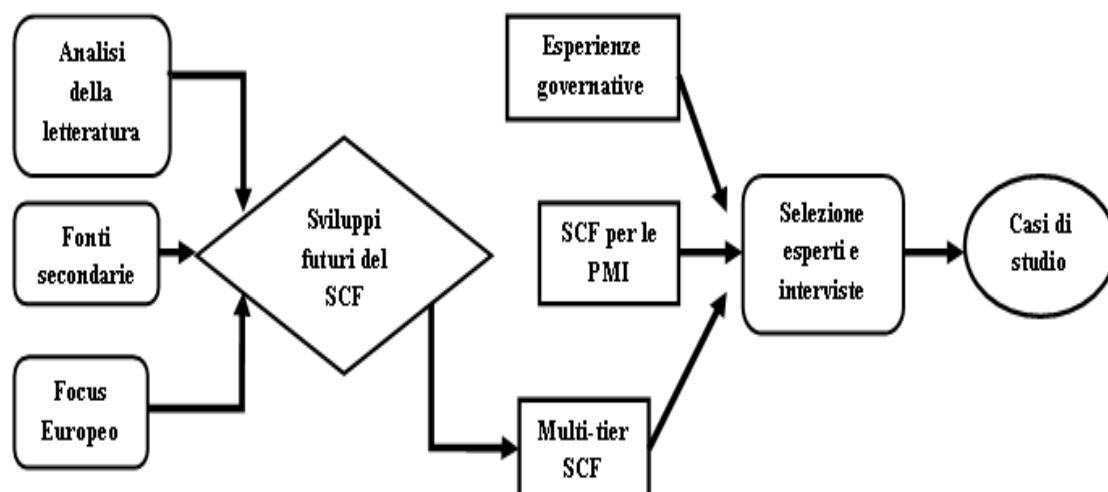 Analisi
della
letteratura
Fonti
secondarie
Focus
Europeo
Sviluppi
futuri del
SCF
Esperienze
governative
SCF per le
PMI
Multi-tier
SCF
Selezione
esperti e
interviste
Casi di
studio